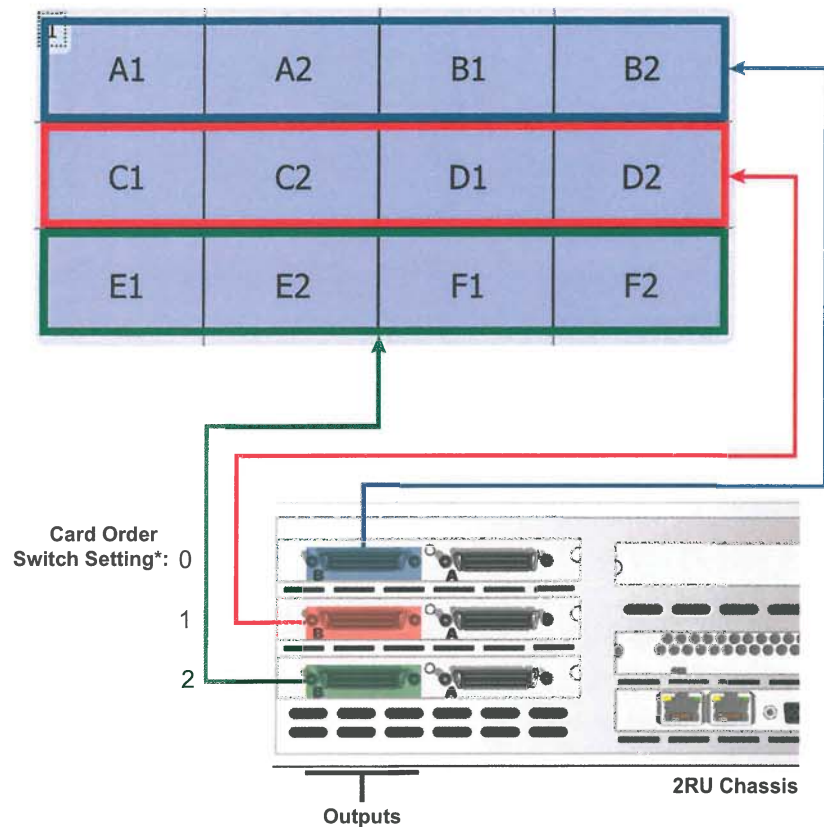 1
A1 A2 B1 B2
C1 C2 D1 D2
E1 E2 F1 F2
Card Order
Switch Setting*: 0
B A
1
B A
2
B A
2RU Chassis
Outputs